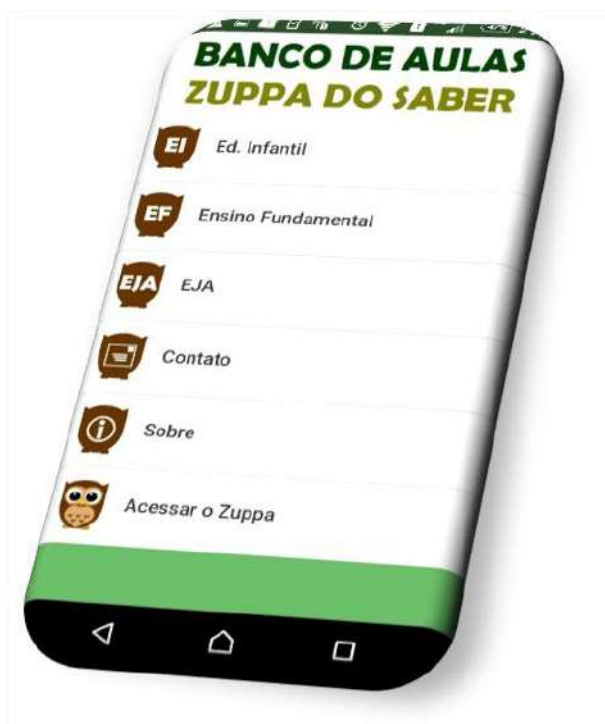 BANCO DE AULAS
ZUPPA DO SABER
EI Ed. Infantil
EF Ensino Fundamental
EJA EJA
Contato
Sobre
Acessar o Zuppa